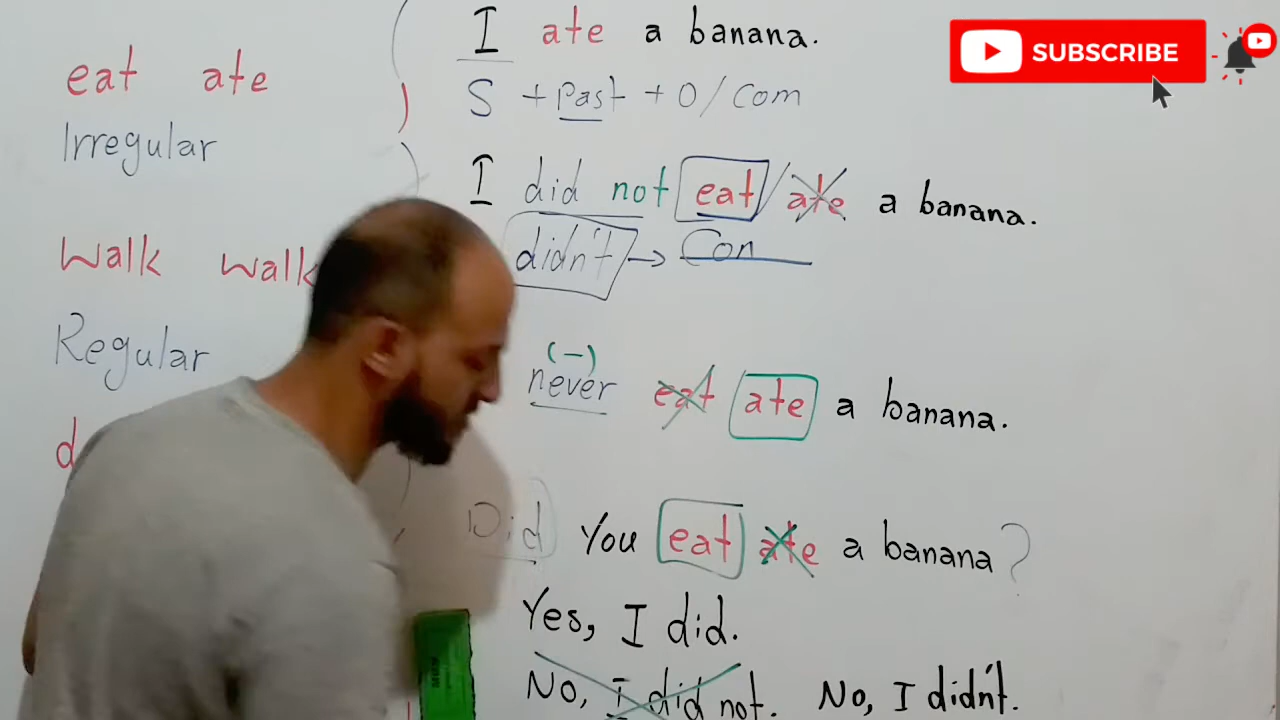 eat ate
Irregular
Walk Walk
Regular
d
I ate a banana.
S + past + O / Com
I did not eat / ate a banana.
didn't → Con
(-)
never eat ate a banana.
Did You eat ate a banana?
Yes, I did.
No, I did not. No, I didn't.
SUBSCRIBE